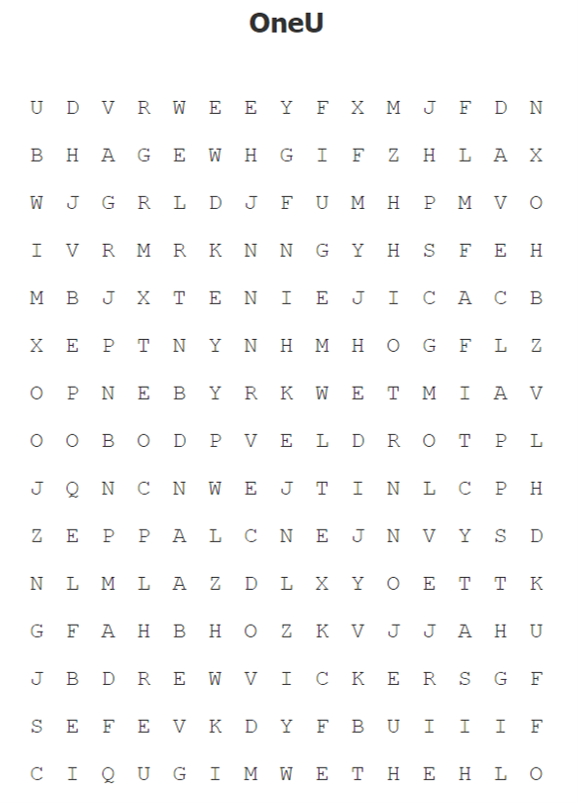 OneU
U D V R W E E Y F X M J F D N
B H A G E W H G I F Z H L A X
W J G R L D J F U M H P M V O
I V R M R K N N G Y H S F E H
M B J X T E N I E J I C A C B
X E P T N Y N H M H O G F L Z
O P N E B Y R K W E T M I A V
O O B O D P V E L D R O T P L
J Q N C N W E J T I N L C P H
Z E P P A L C N E J N V Y S D
N L M L A Z D L X Y O E T T K
G F A H B H O Z K V J J A H U
J B D R E W V I C K E R S G F
S E F E V K D Y F B U I I I F
C I Q U G I M W E T H E H L O